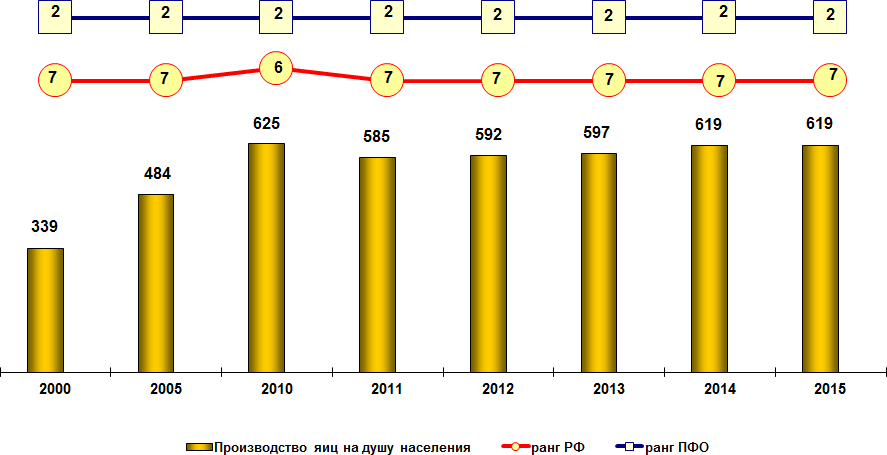 2 2 2 2 2 2 2 2
7 7 6 7 7 7 7 7
339 484 625 585 592 597 619 619
2000 2005 2010 2011 2012 2013 2014 2015
Производство яиц на душу населения ранг РФ ранг ПФО